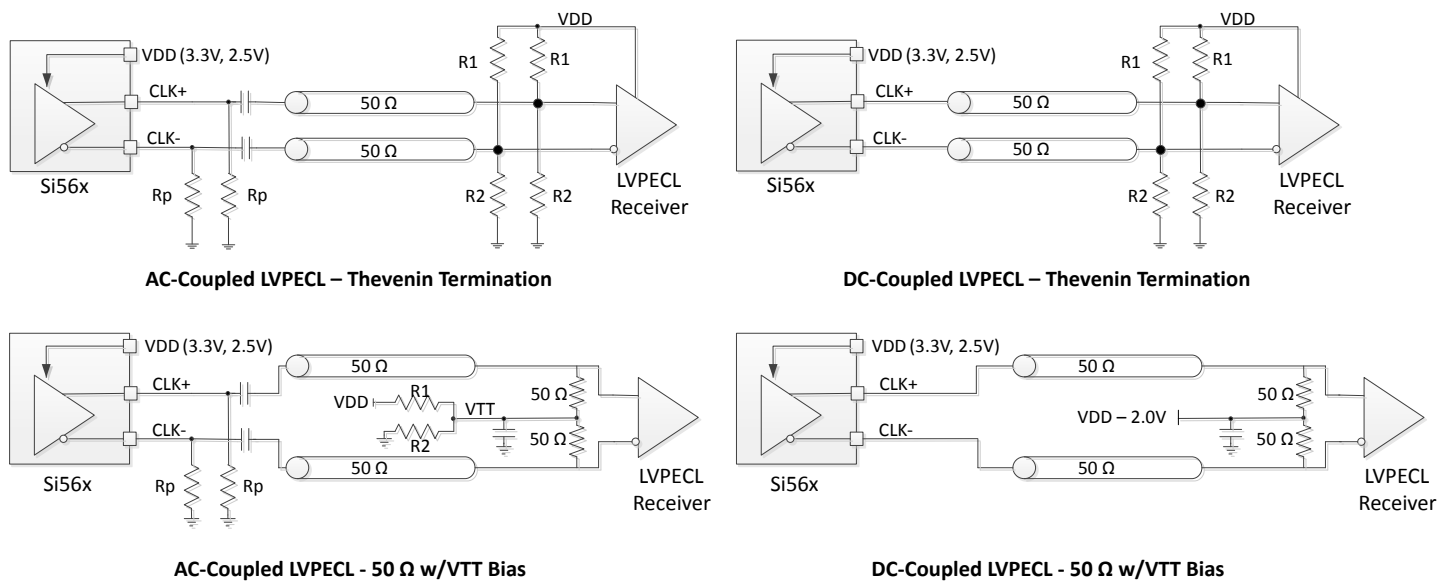 VDD
VDD (3.3V, 2.5V)
R1
R1
CLK+
50 Ω
CLK-
50 Ω
Si56x
Rp
Rp
R2
R2
LVPECL
Receiver
AC-Coupled LVPECL – Thevenin Termination
VDD
VDD (3.3V, 2.5V)
R1
R1
CLK+
50 Ω
CLK-
50 Ω
Si56x
R2
R2
LVPECL
Receiver
DC-Coupled LVPECL – Thevenin Termination
VDD (3.3V, 2.5V)
50 Ω
CLK+
R1
50 Ω
VDD
VTT
CLK-
R2
50 Ω
50 Ω
Si56x
Rp
Rp
LVPECL
Receiver
AC-Coupled LVPECL - 50 Ω w/VTT Bias
VDD (3.3V, 2.5V)
50 Ω
CLK+
50 Ω
VDD – 2.0V
CLK-
50 Ω
50 Ω
Si56x
LVPECL
Receiver
DC-Coupled LVPECL - 50 Ω w/VTT Bias